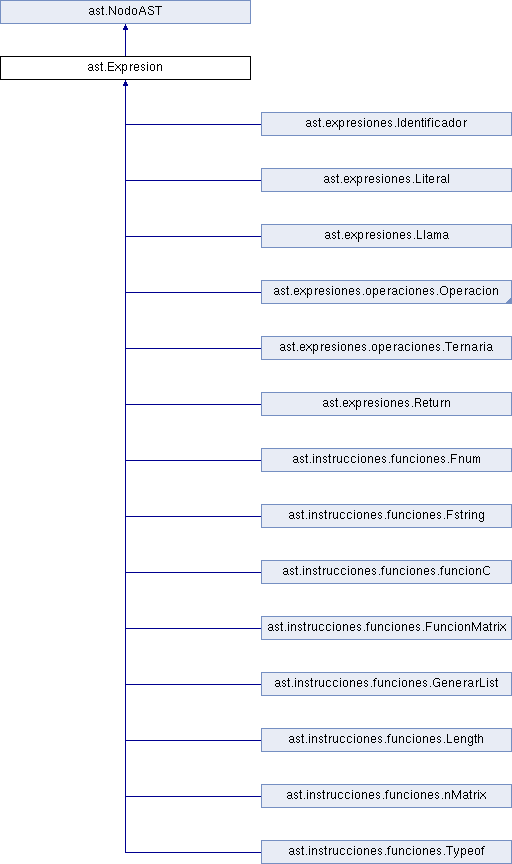 ast.NodoAST
ast.Expresion
ast.expresiones.Identificador
ast.expresiones.Literal
ast.expresiones.Llama
ast.expresiones.operaciones.Operacion
ast.expresiones.operaciones.Ternaria
ast.expresiones.Return
ast.instrucciones.funciones.Fnum
ast.instrucciones.funciones.Fstring
ast.instrucciones.funciones.funcionC
ast.instrucciones.funciones.FuncionMatrix
ast.instrucciones.funciones.GenerarList
ast.instrucciones.funciones.Length
ast.instrucciones.funciones.nMatrix
ast.instrucciones.funciones.Typeof